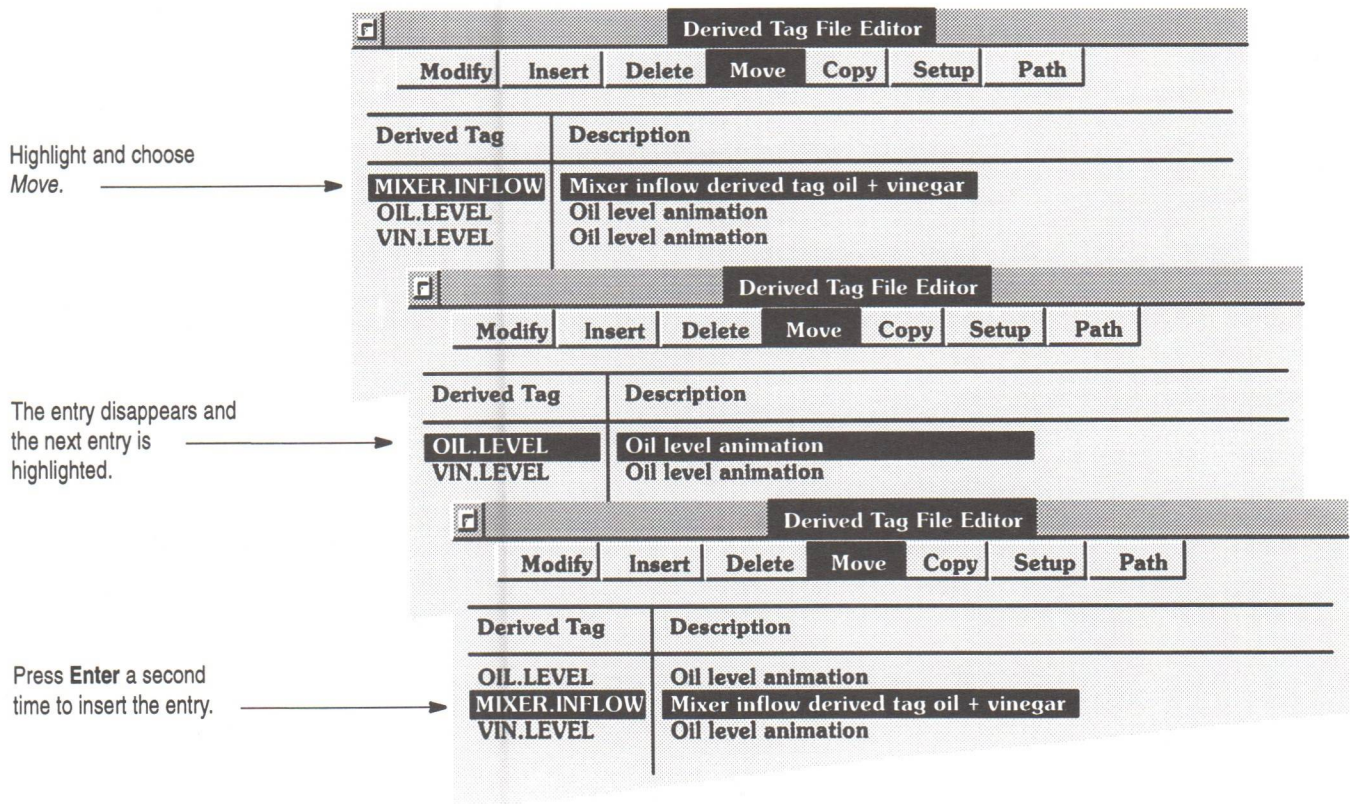 Derived Tag File Editor
Modify Insert Delete Move Copy Setup Path
Derived Tag Description
Highlight and choose
Move.
MIXER.INFLOW Mixer inflow derived tag oil + vinegar
OIL.LEVEL Oil level animation
VIN.LEVEL Oil level animation
Derived Tag File Editor
Modify Insert Delete Move Copy Setup Path
Derived Tag Description
The entry disappears and
the next entry is
highlighted.
OIL.LEVEL Oil level animation
VIN.LEVEL Oil level animation
Derived Tag File Editor
Modify Insert Delete Move Copy Setup Path
Derived Tag Description
Press Enter a second
time to insert the entry.
OIL.LEVEL Oil level animation
MIXER.INFLOW Mixer inflow derived tag oil + vinegar
VIN.LEVEL Oil level animation